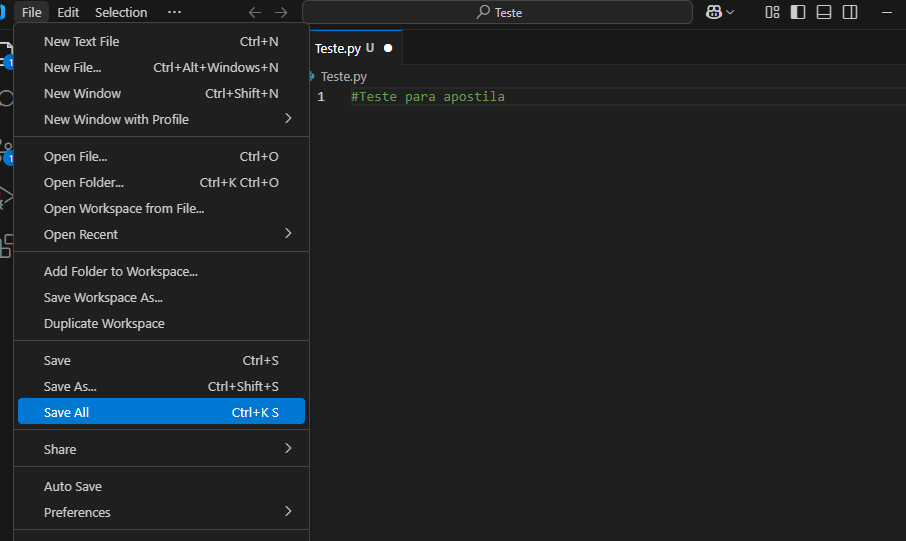 File Edit Selection ··· Teste
New Text File Ctrl+N
New File... Ctrl+Alt+Windows+N
New Window Ctrl+Shift+N
New Window with Profile
Open File... Ctrl+O
Open Folder... Ctrl+K Ctrl+O
Open Workspace from File...
Open Recent
Add Folder to Workspace...
Save Workspace As...
Duplicate Workspace
Save Ctrl+S
Save As... Ctrl+Shift+S
Save All Ctrl+K S
Share
Auto Save
Preferences
1
1
Teste.py U
Teste.py
1 #Teste para apostila